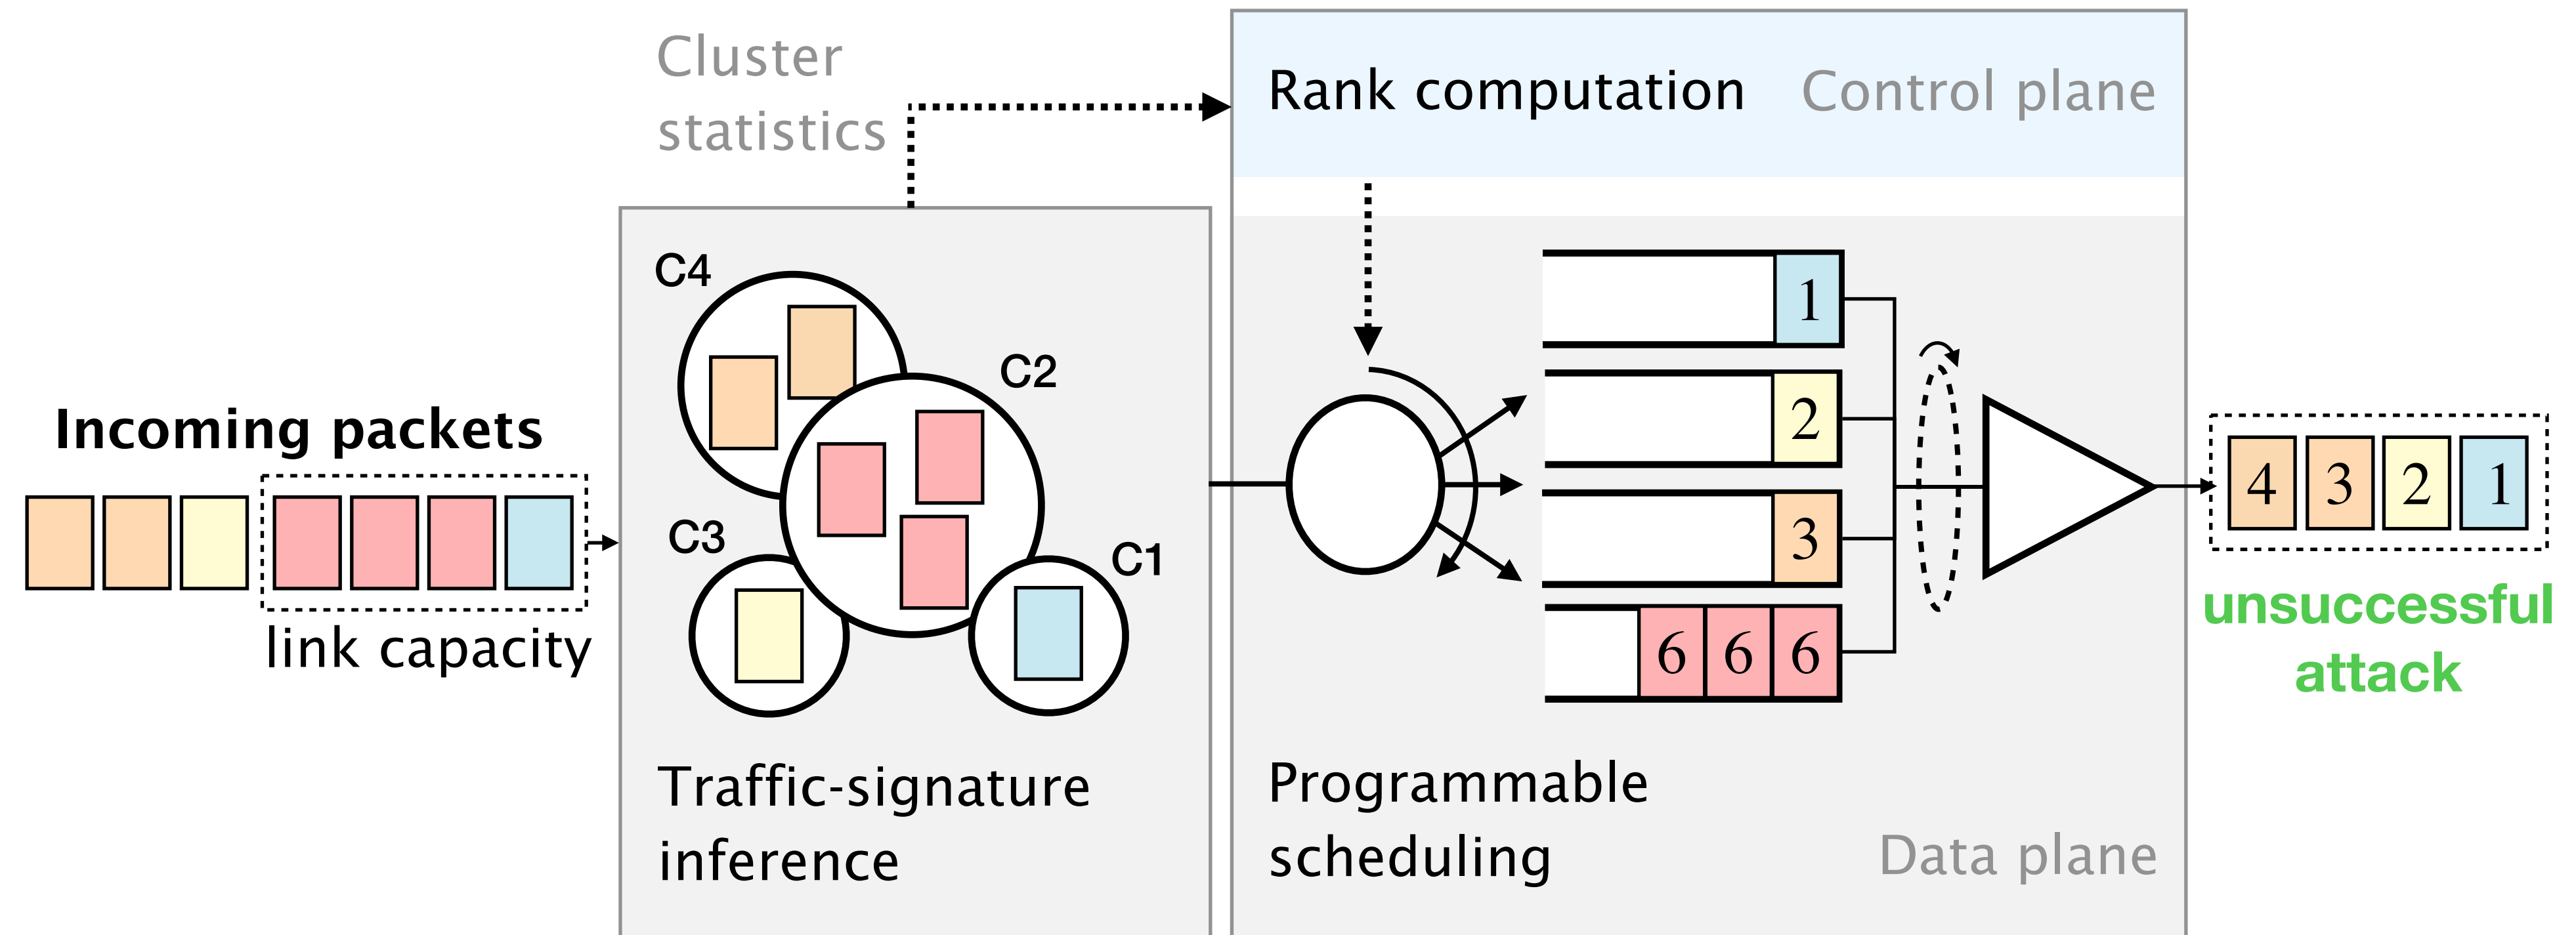 Cluster
statistics
Rank computation
Control plane
C4
C2
C3
C1
Incoming packets
link capacity
Traffic-signature
inference
1
2
3
6 6 6
Programmable
scheduling
Data plane
4 3 2 1
unsuccessful
attack